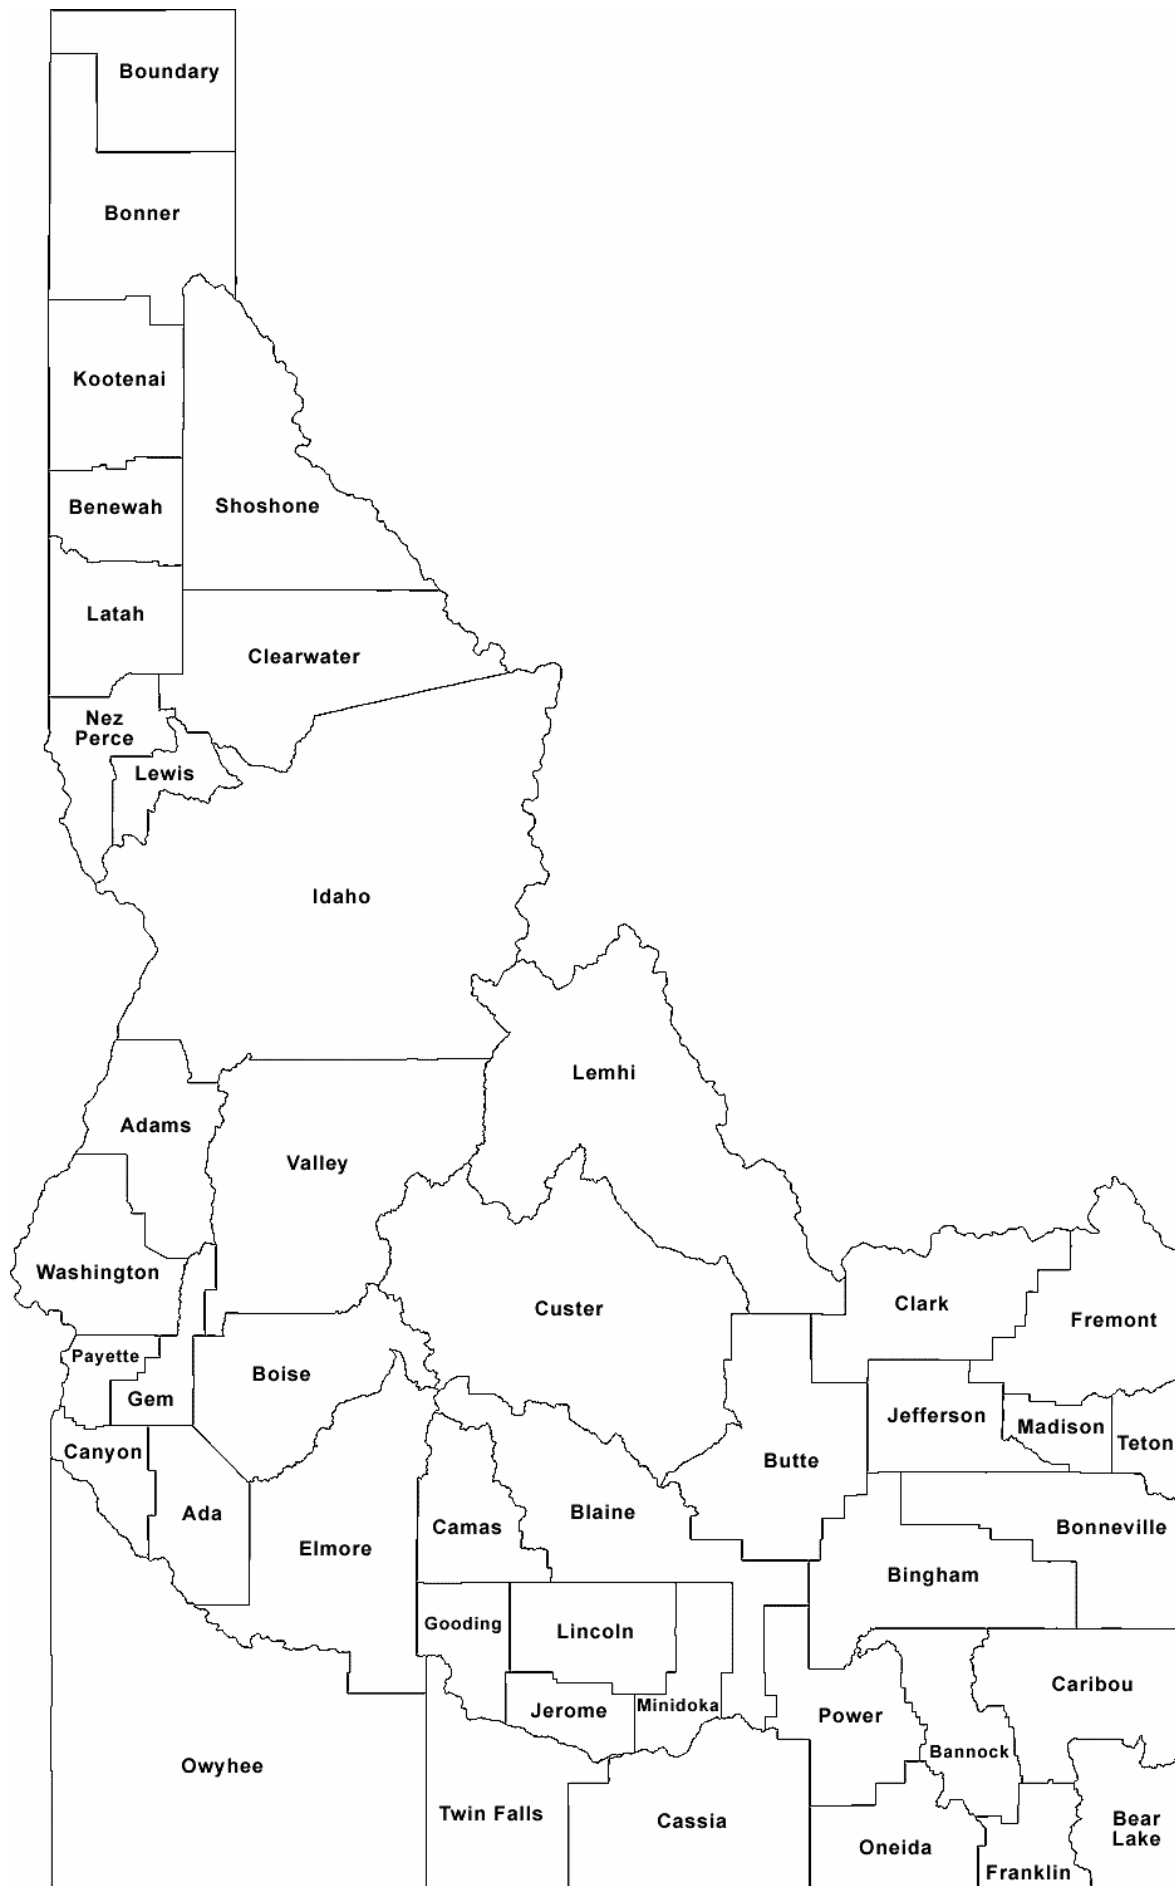 Boundary
Bonner
Kootenai
Benewah
Shoshone
Latah
Clearwater
Nez
Perce
Lewis
Idaho
Lemhi
Adams
Valley
Washington
Custer
Clark
Fremont
Payette
Boise
Gem
Jefferson
Madison
Teton
Canyon
Butte
Ada
Blaine
Camas
Bonneville
Elmore
Bingham
Gooding
Lincoln
Caribou
Jerome
Minidoka
Power
Bannock
Owyhee
Twin Falls
Cassia
Bear
Lake
Oneida
Franklin